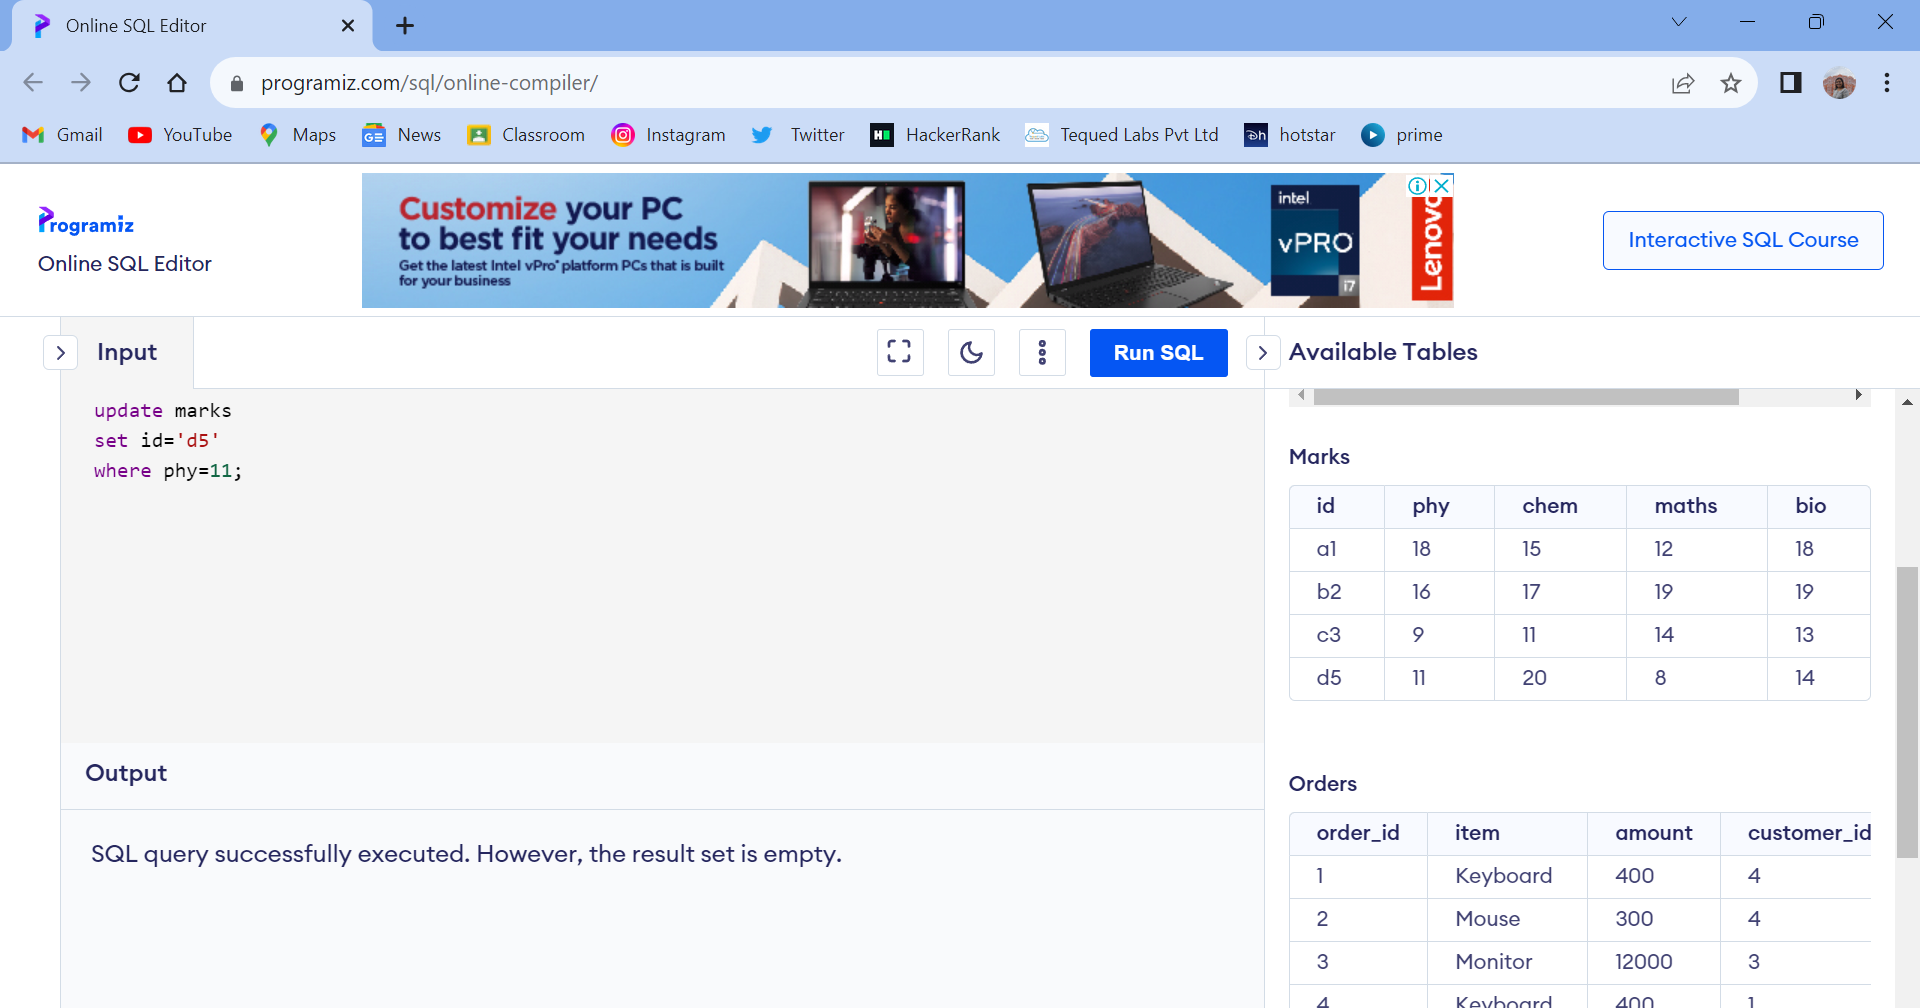 Online SQL Editor
programiz.com/sql/online-compiler/
Gmail YouTube Maps News Classroom Instagram Twitter HackerRank Tequed Labs Pvt Ltd hotstar prime
Programiz
Online SQL Editor
Customize your PC
to best fit your needs
Get the latest Intel vPro® platform PCs that is built
for your business
intel
vPRO
i7
Lenovo
Interactive SQL Course
Input
Run SQL
Available Tables
update marks
set id='d5'
where phy=11;
Output
SQL query successfully executed. However, the result set is empty.
Marks
id phy chem maths bio
a1 18 15 12 18
b2 16 17 19 19
c3 9 11 14 13
d5 11 20 8 14
Orders
order_id item amount customer_id
1 Keyboard 400 4
2 Mouse 300 4
3 Monitor 12000 3
4 Keyboard 400 1